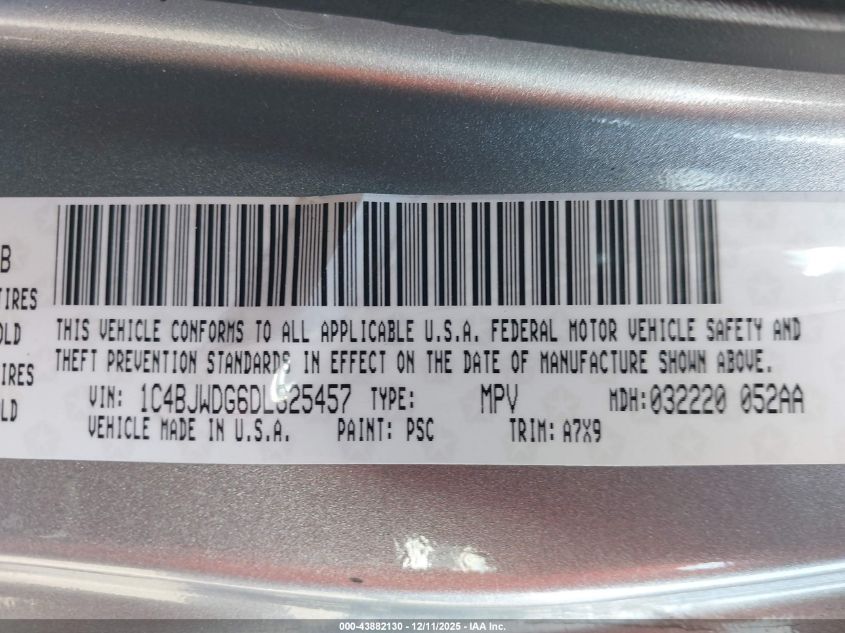 B
TIRES
OLD
IRES
LD
THIS VEHICLE CONFORMS TO ALL APPLICABLE U.S.A. FEDERAL MOTOR VEHICLE SAFETY AND
THEFT PREVENTION STANDARDS IN EFFECT ON THE DATE OF MANUFACTURE SHOWN ABOVE.
VIN: 1C4BJWDG6DL625457 TYPE: MPV MDH: 032220 052AA
VEHICLE MADE IN U.S.A. PAINT: PSC TRIM: A7X9
000-43882130 - 12/11/2025 - IAA Inc.